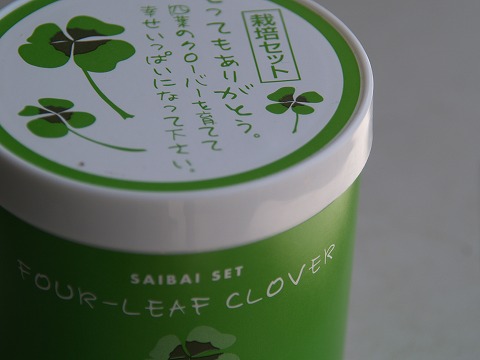 栽培セット
とってもありがとう。
四葉のクローバーを育てて
幸せいっぱいになって下さい。
SAIBAI SET
FOUR-LEAF CLOVER